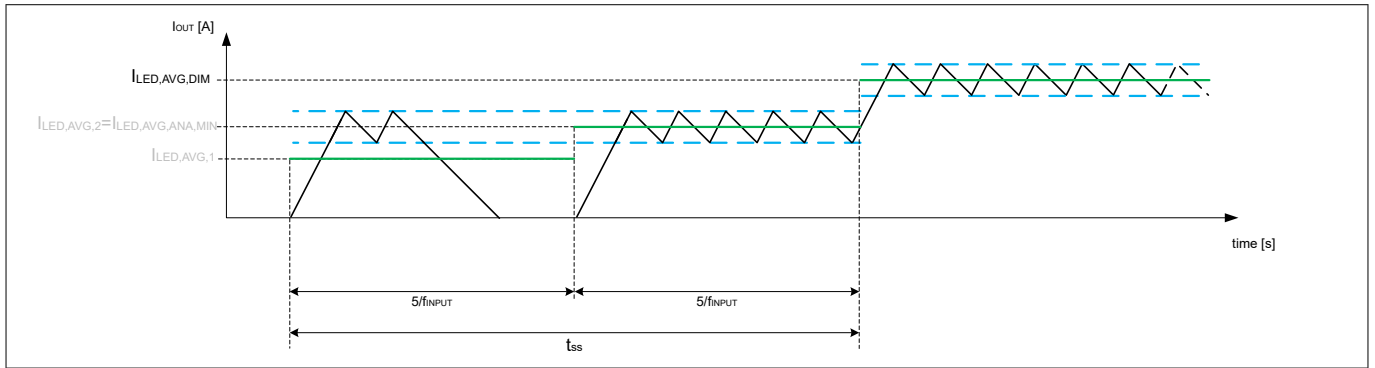 IOUT [A]
ILED,AVG,DIM
ILED,AVG,2=ILED,AVG,ANA,MIN
ILED,AVG,1
time [s]
5/fINPUT
5/fINPUT
tss